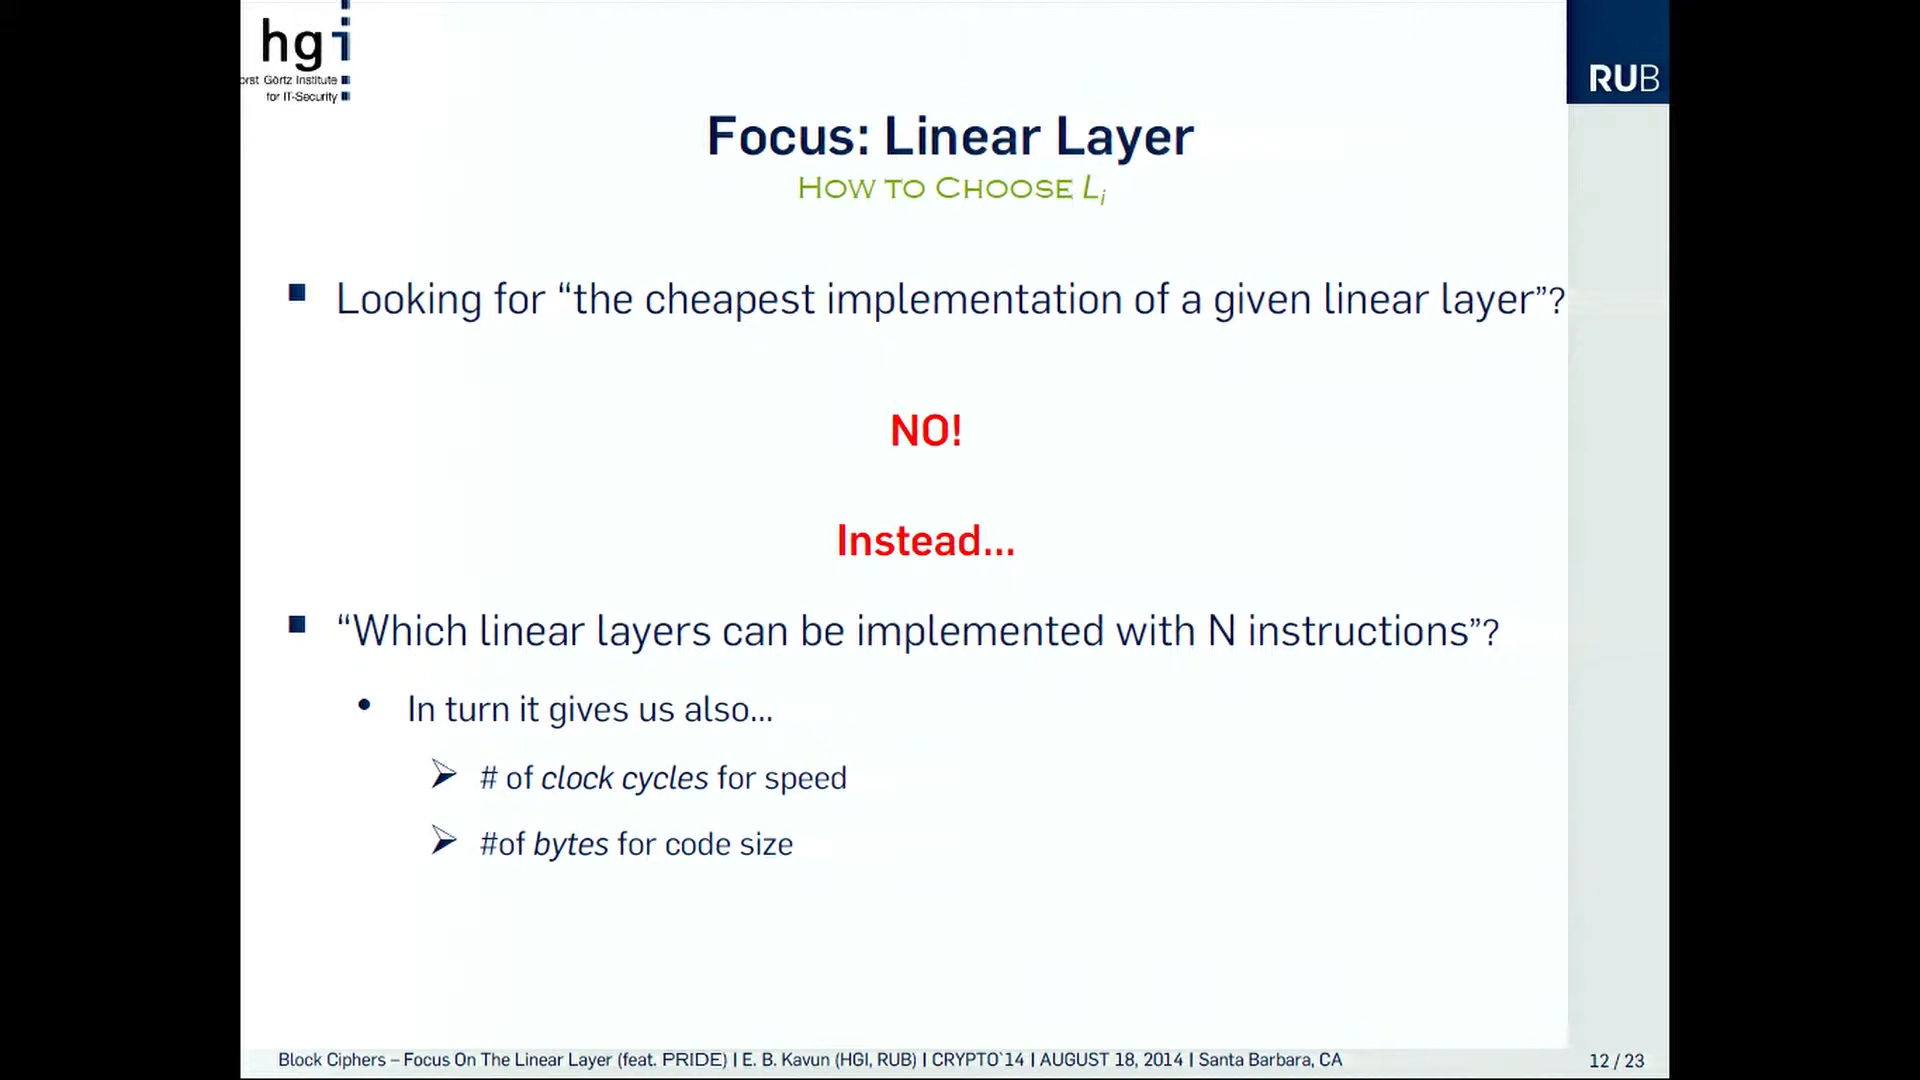 hgi
orst Görtz Institute
for IT-Security
RUB
Focus: Linear Layer
How to Choose Li
Looking for “the cheapest implementation of a given linear layer”?
NO!
Instead...
“Which linear layers can be implemented with N instructions”?
In turn it gives us also...
# of clock cycles for speed
#of bytes for code size
Block Ciphers – Focus On The Linear Layer (feat. PRIDE) | E. B. Kavun (HGI, RUB) | CRYPTO`14 | AUGUST 18, 2014 | Santa Barbara, CA
12 / 23